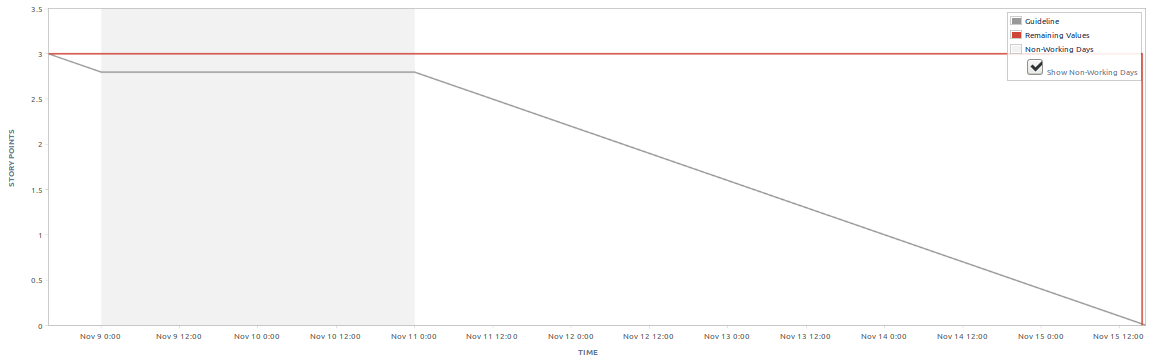 3.5
3
2.5
2
1.5
1
0.5
0
STORY POINTS
Guideline
Remaining Values
Non-Working Days
Show Non-Working Days
Nov 9 0:00 Nov 9 12:00 Nov 10 0:00 Nov 10 12:00 Nov 11 0:00 Nov 11 12:00 Nov 12 0:00 Nov 12 12:00 Nov 13 0:00 Nov 13 12:00 Nov 14 0:00 Nov 14 12:00 Nov 15 0:00 Nov 15 12:00
TIME